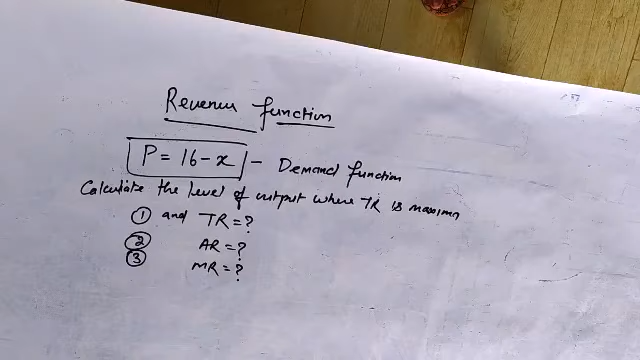 Revenue function
P = 16 - x - Demand function
Calculate the level of output where TR is maximum
① and TR = ?
② AR = ?
③ MR = ?